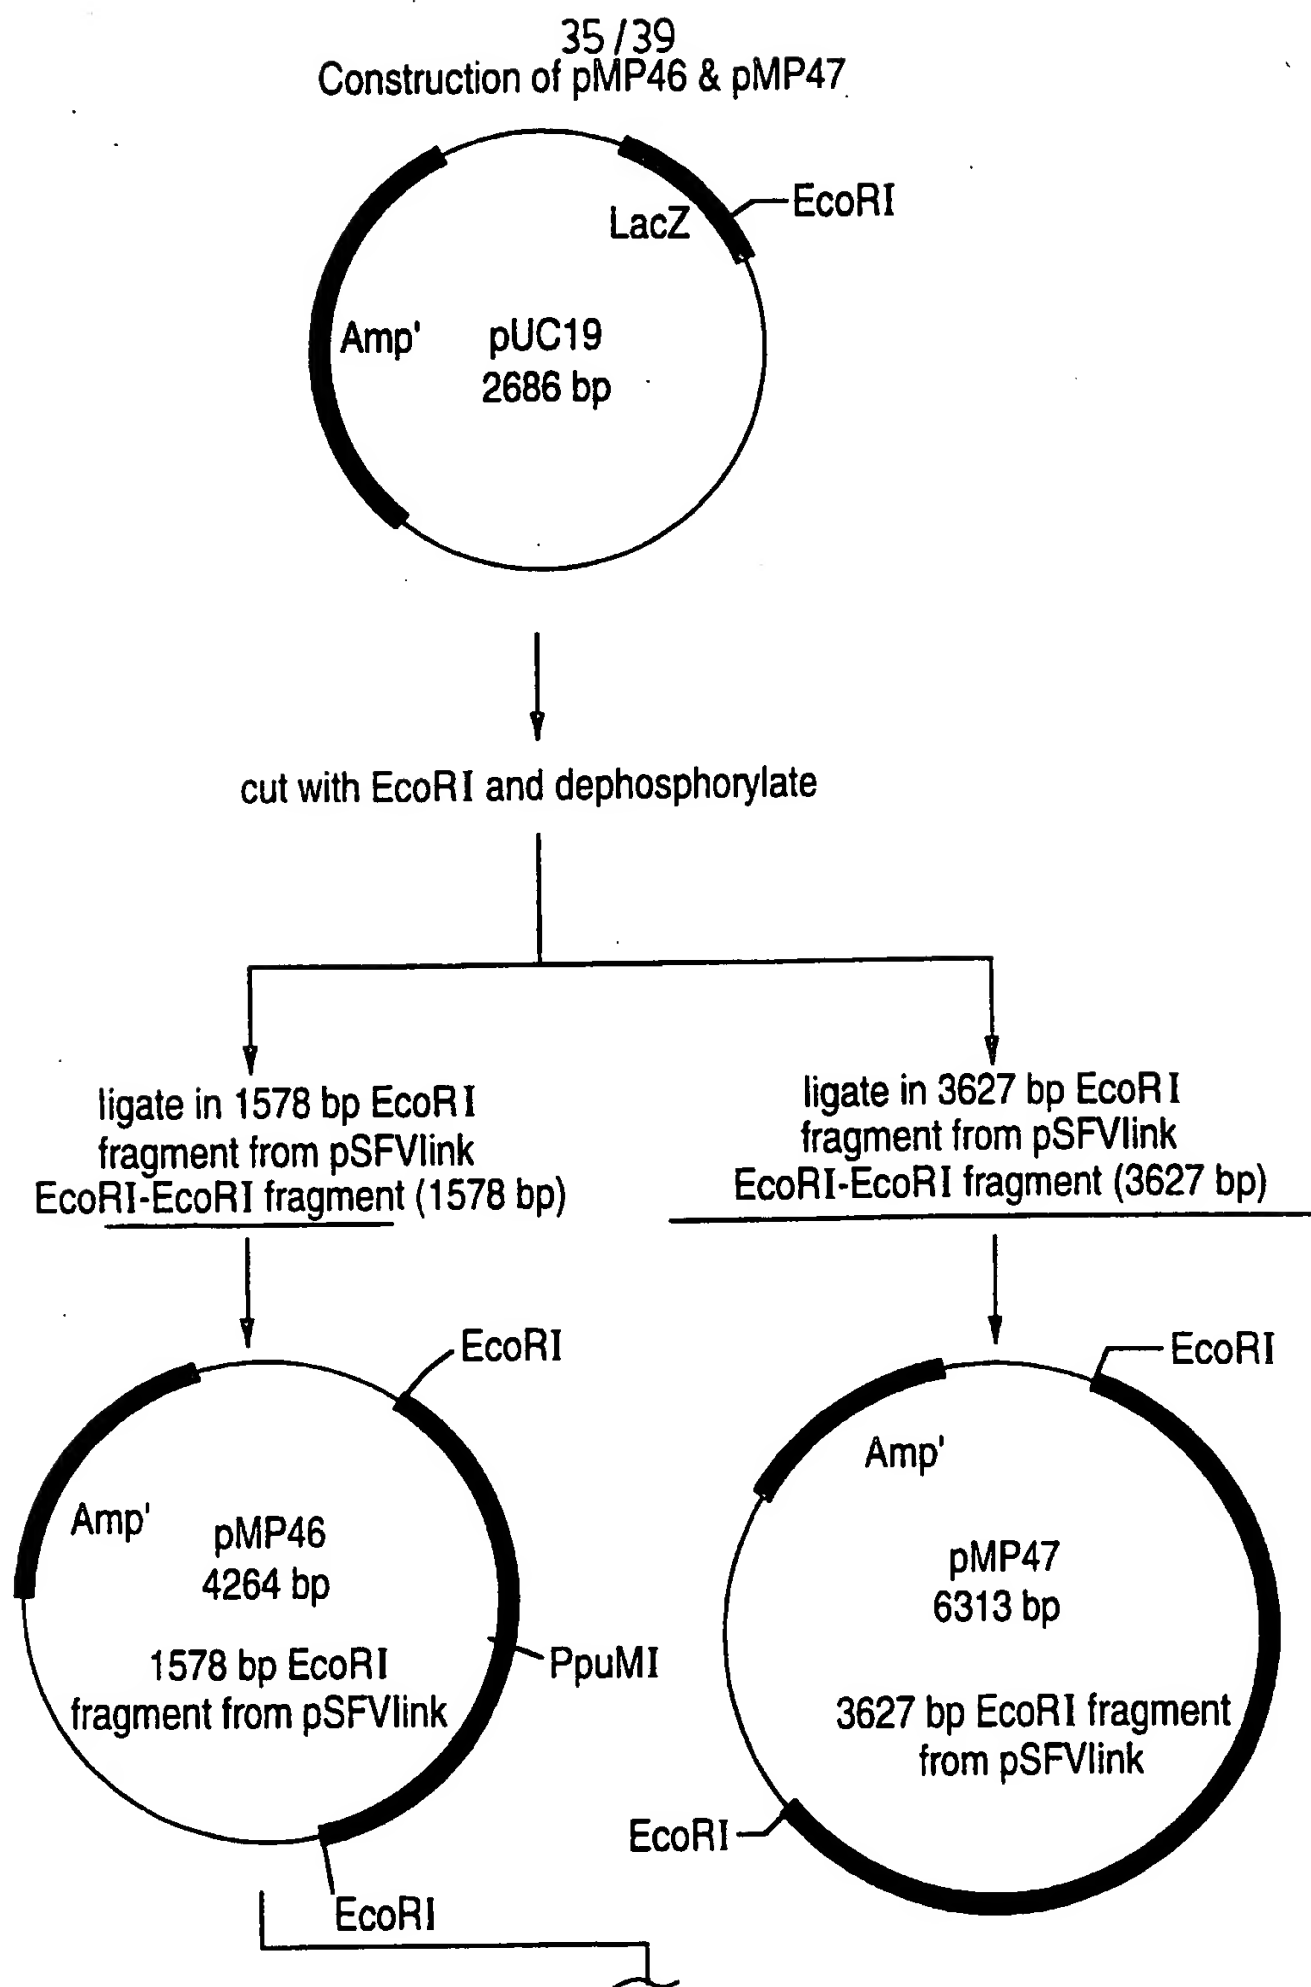 35/39
Construction of pMP46 & pMP47
EcoRI
LacZ
Amp'
pUC19
2686 bp
cut with EcoRI and dephosphorylate
ligate in 1578 bp EcoRI
fragment from pSFVlink
EcoRI-EcoRI fragment (1578 bp)
ligate in 3627 bp EcoRI
fragment from pSFVlink
EcoRI-EcoRI fragment (3627 bp)
EcoRI
Amp'
pMP46
4264 bp
1578 bp EcoRI
fragment from pSFVlink
PpuMI
EcoRI
EcoRI
Amp'
pMP47
6313 bp
3627 bp EcoRI fragment
from pSFVlink
EcoRI